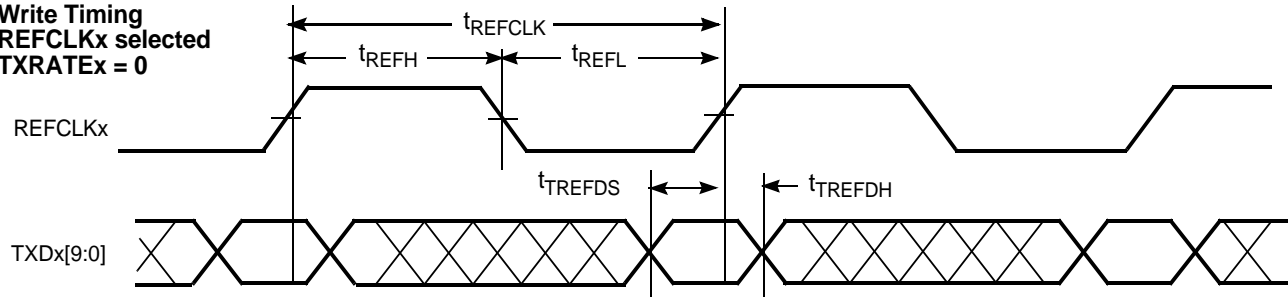 Write Timing
REFCLKx selected
TXRATEx = 0
tREFCLK
tREFH
tREFL
REFCLKx
tTREFDS
tTREFDH
TXDx[9:0]